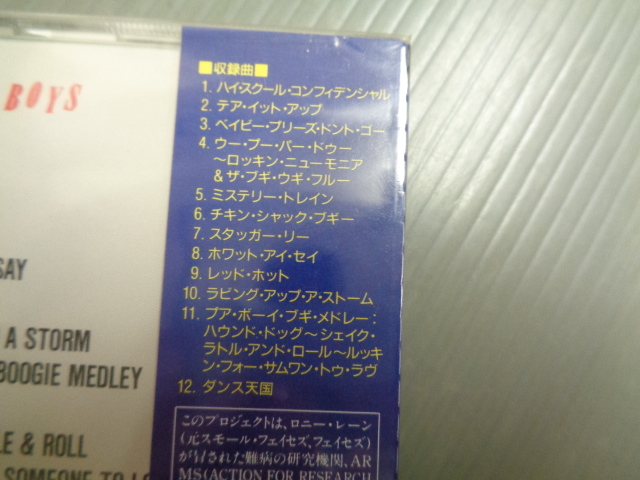 BOYS
SAY
A STORM
BOOGIE MEDLEY
LE & ROLL
SOMEONE TO LO
■収録曲■
1. ハイ・スクール・コンフィデンシャル
2. テア・イット・アップ
3. ベイビー・プリーズ・ドント・ゴー
4. ウー・プー・パー・ドゥー
～ロッキン・ニューモニア
&ザ・ブギ・ウギ・フルー
5. ミステリー・トレイン
6. チキン・シャック・ブギー
7. スタッガー・リー
8. ホワット・アイ・セイ
9. レッド・ホット
10. ラビング・アップ・ア・ストーム
11. プア・ボーイ・ブギ・メドレー：
ハウンド・ドッグ～シェイク・
ラトル・アンド・ロール～ルッキ
ン・フォー・サムワン・トゥ・ラヴ
12. ダンス天国
このプロジェクトは、ロニー・レーン
(元スモール・フェイセズ、フェイセズ)
が冒された難病の研究機関、AR
MS(ACTION FOR RESEARCH